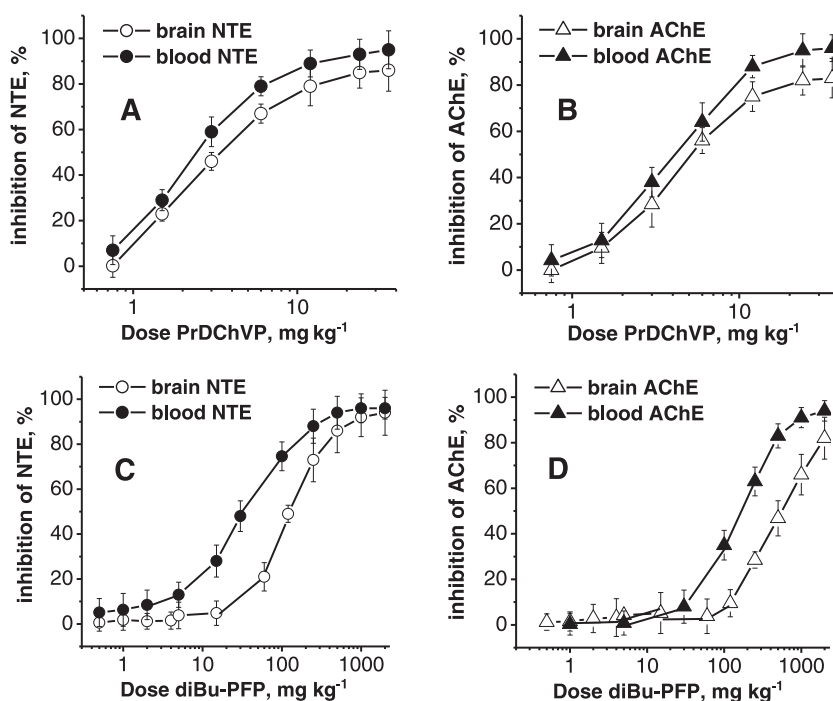 brain NTE
blood NTE
inhibition of NTE, %
100
80
60
40
20
0
A
1
10
Dose PrDChVP, mg kg⁻¹
brain AChE
blood AChE
inhibition of AChE, %
100
80
60
40
20
0
B
1
10
Dose PrDChVP, mg kg⁻¹
brain NTE
blood NTE
inhibition of NTE, %
100
80
60
40
20
0
C
1
10
100
1000
Dose diBu-PFP, mg kg⁻¹
brain AChE
blood AChE
inhibition of AChE, %
100
80
60
40
20
0
D
1
10
100
1000
Dose diBu-PFP, mg kg⁻¹